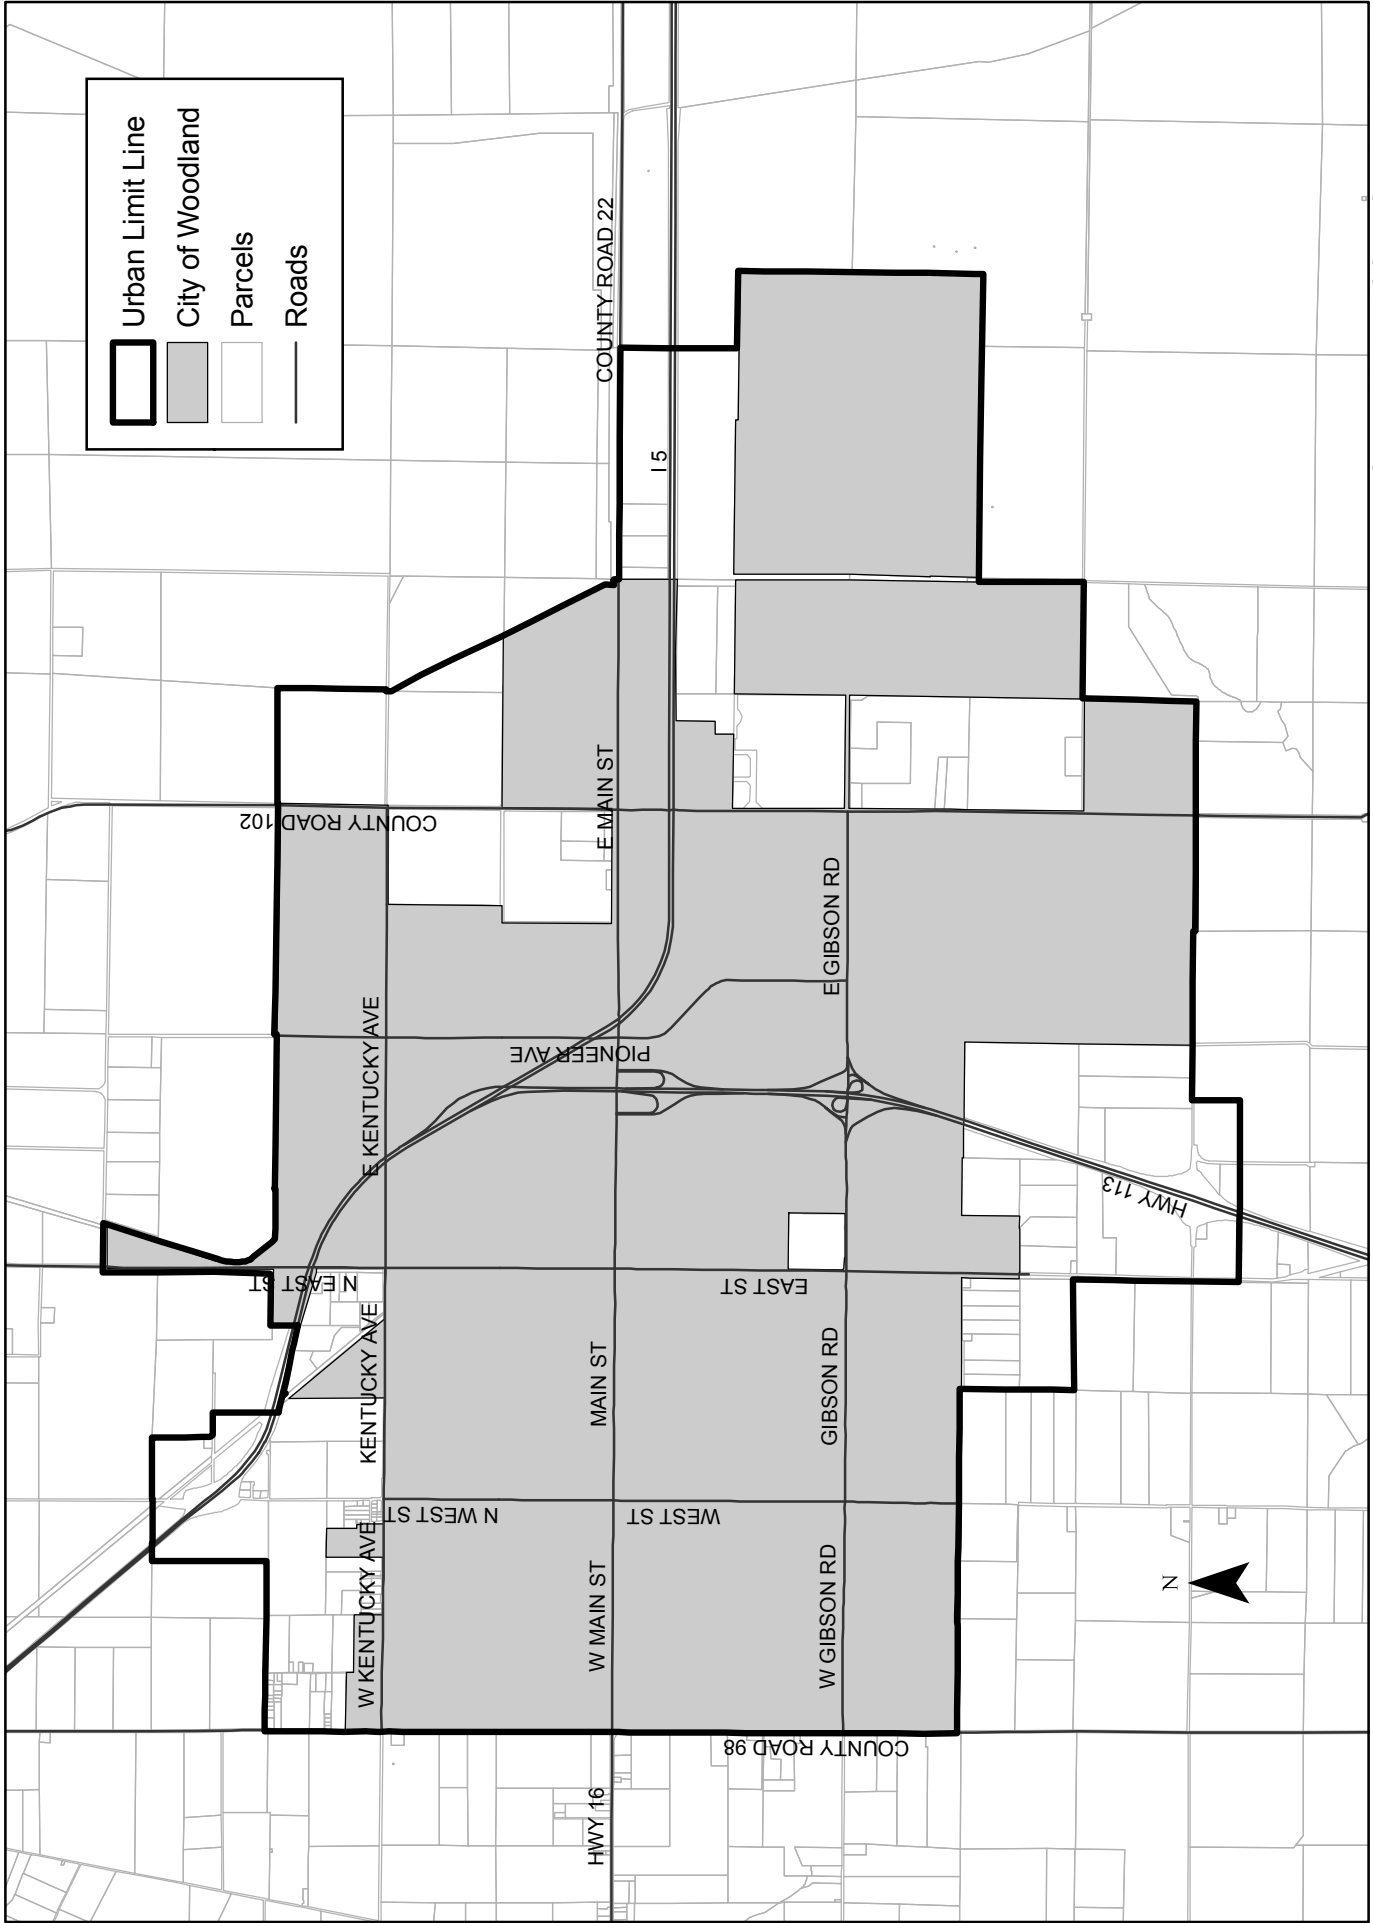 Urban Limit Line
City of Woodland
Parcels
Roads
COUNTY ROAD 22
I 5
COUNTY ROAD 102
E MAIN ST
E GIBSON RD
E KENTUCKY AVE
PIONEER AVE
HWY 113
N EAST ST
EAST ST
KENTUCKY AVE
MAIN ST
GIBSON RD
N WEST ST
WEST ST
W KENTUCKY AVE
W MAIN ST
W GIBSON RD
N
COUNTY ROAD 98
HWY 16